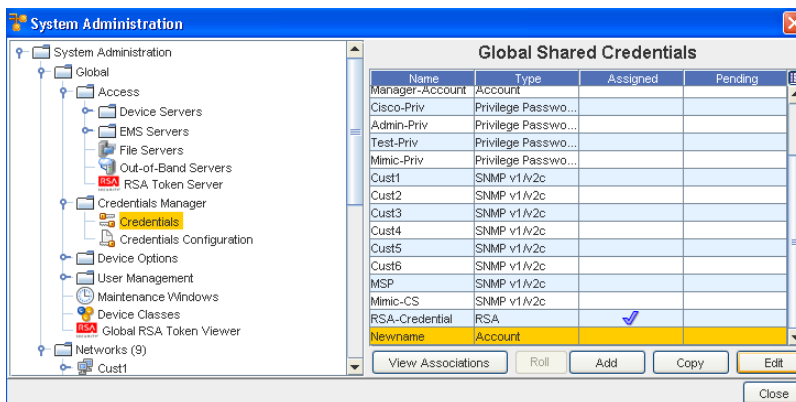 System Administration
System Administration
Global
Access
Device Servers
EMS Servers
File Servers
Out-of-Band Servers
RSA
SECURITY
RSA Token Server
Credentials Manager
Credentials
Credentials Configuration
Device Options
User Management
Maintenance Windows
Device Classes
RSA
SECURITY
Global RSA Token Viewer
Networks (9)
Cust1
Global Shared Credentials
Name Type Assigned Pending
Manager-Account Account
Cisco-Priv Privilege Passwo...
Admin-Priv Privilege Passwo...
Test-Priv Privilege Passwo...
Mimic-Priv Privilege Passwo...
Cust1 SNMP v1/v2c
Cust2 SNMP v1/v2c
Cust3 SNMP v1/v2c
Cust4 SNMP v1/v2c
Cust5 SNMP v1/v2c
Cust6 SNMP v1/v2c
MSP SNMP v1/v2c
Mimic-CS SNMP v1/v2c
RSA-Credential RSA
Newname Account
View Associations Roll Add Copy Edit
Close